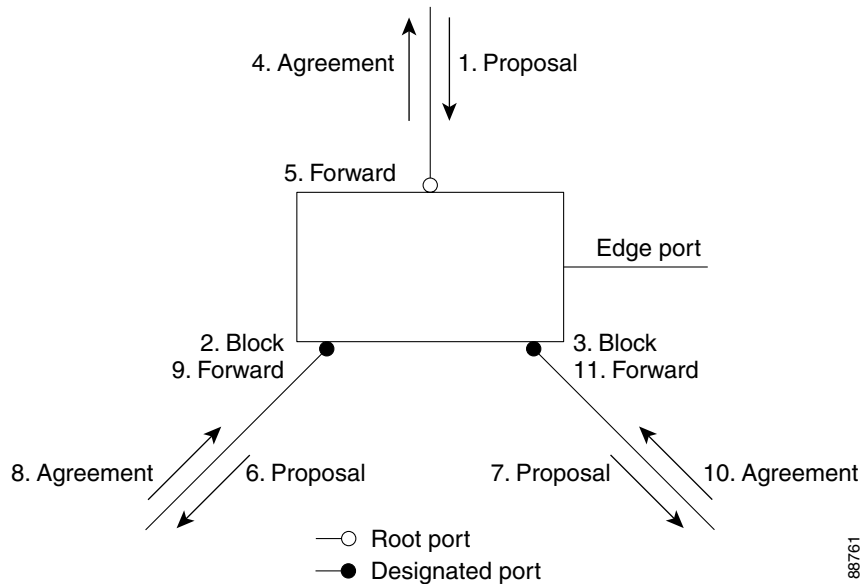 4. Agreement
1. Proposal
5. Forward
Edge port
2. Block
9. Forward
3. Block
11. Forward
8. Agreement
6. Proposal
7. Proposal
10. Agreement
Root port
Designated port
88761